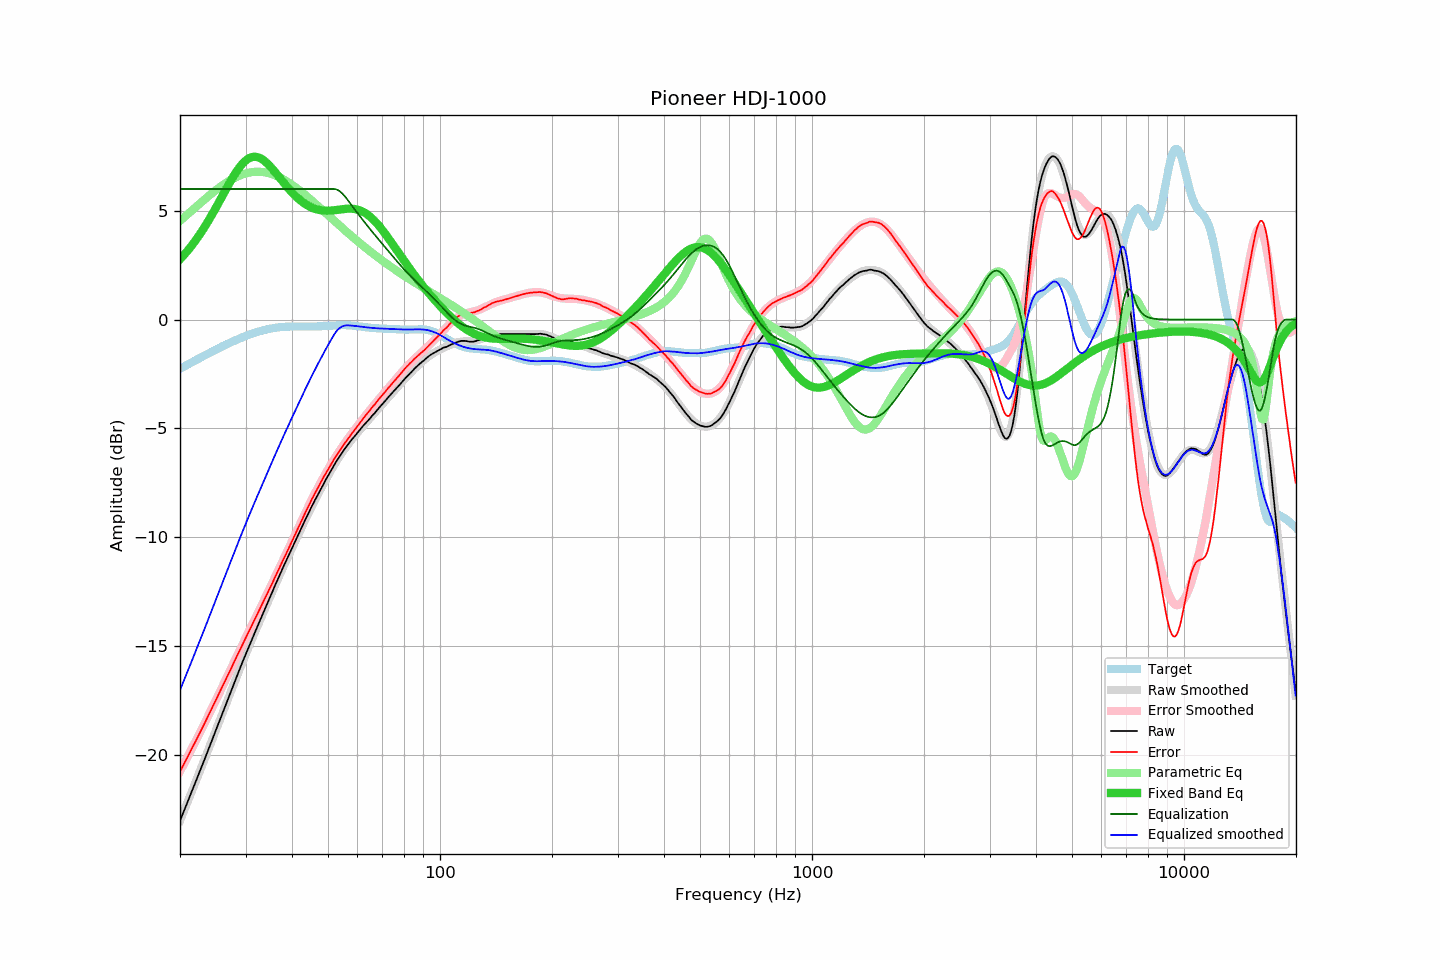 Pioneer HDJ-1000
Amplitude (dBr)
5
0
−5
−10
−15
−20
100
1000
10000
Frequency (Hz)
Target
Raw Smoothed
Error Smoothed
Raw
Error
Parametric Eq
Fixed Band Eq
Equalization
Equalized smoothed